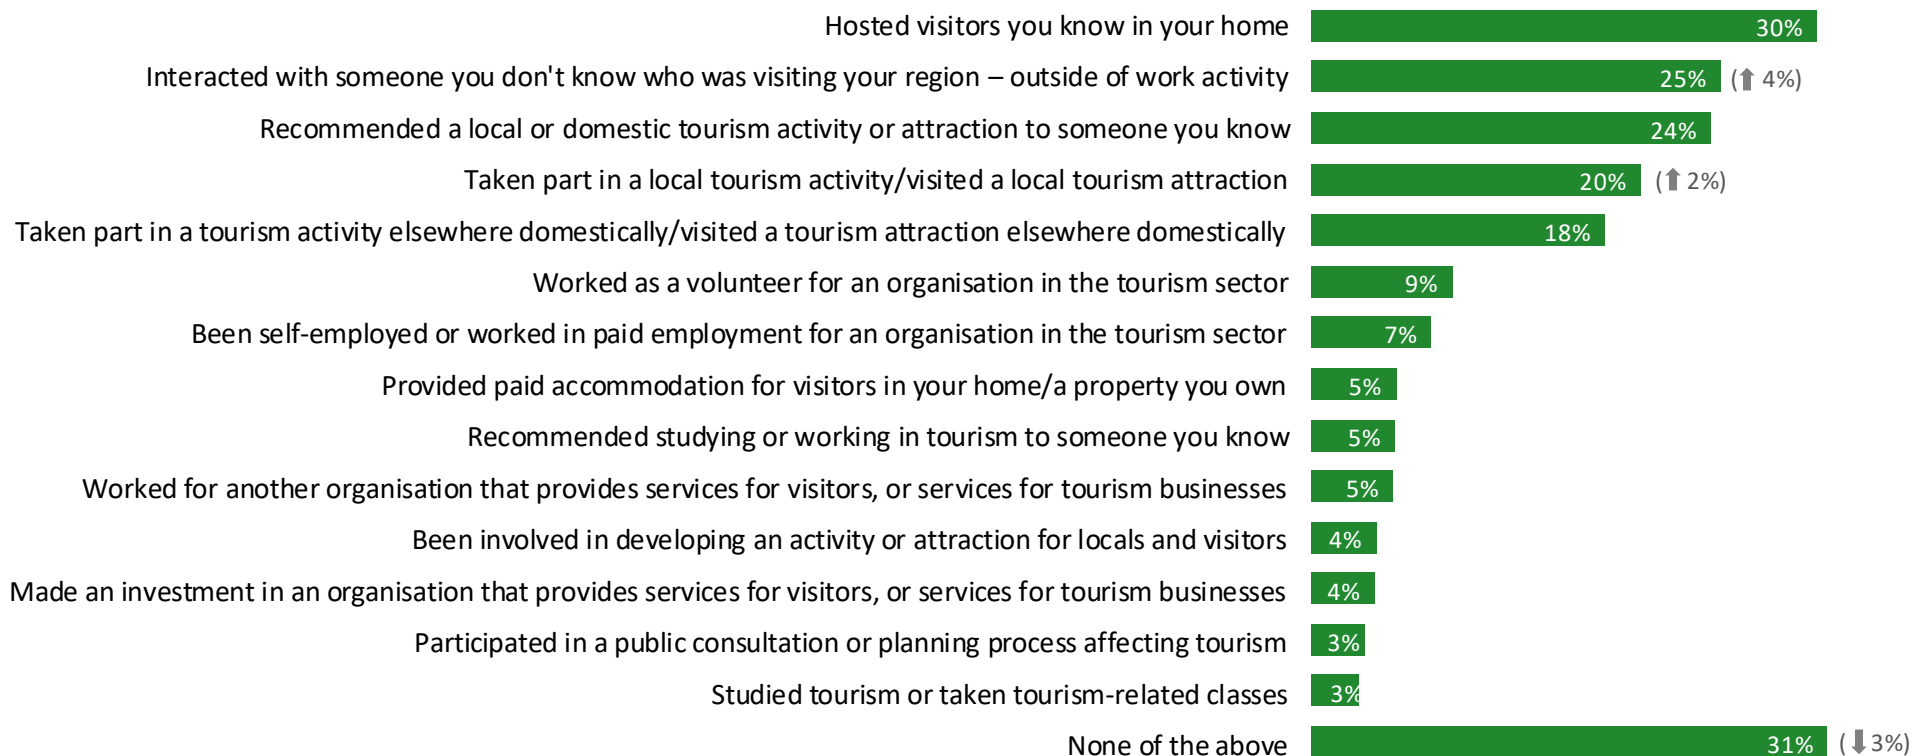 Hosted visitors you know in your home 30%
Interacted with someone you don't know who was visiting your region – outside of work activity 25% (⬆ 4%)
Recommended a local or domestic tourism activity or attraction to someone you know 24%
Taken part in a local tourism activity/visited a local tourism attraction 20% (⬆ 2%)
Taken part in a tourism activity elsewhere domestically/visited a tourism attraction elsewhere domestically 18%
Worked as a volunteer for an organisation in the tourism sector 9%
Been self-employed or worked in paid employment for an organisation in the tourism sector 7%
Provided paid accommodation for visitors in your home/a property you own 5%
Recommended studying or working in tourism to someone you know 5%
Worked for another organisation that provides services for visitors, or services for tourism businesses 5%
Been involved in developing an activity or attraction for locals and visitors 4%
Made an investment in an organisation that provides services for visitors, or services for tourism businesses 4%
Participated in a public consultation or planning process affecting tourism 3%
Studied tourism or taken tourism-related classes 3%
None of the above 31% (⬇3%)